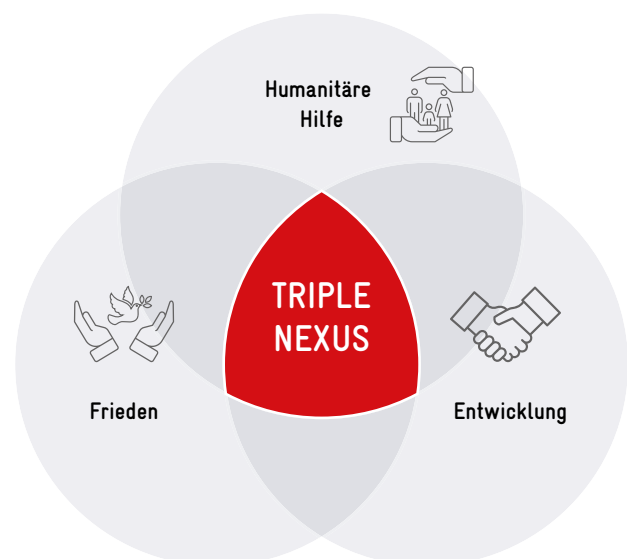 Humanitäre
Hilfe
TRIPLE
NEXUS
Frieden
Entwicklung